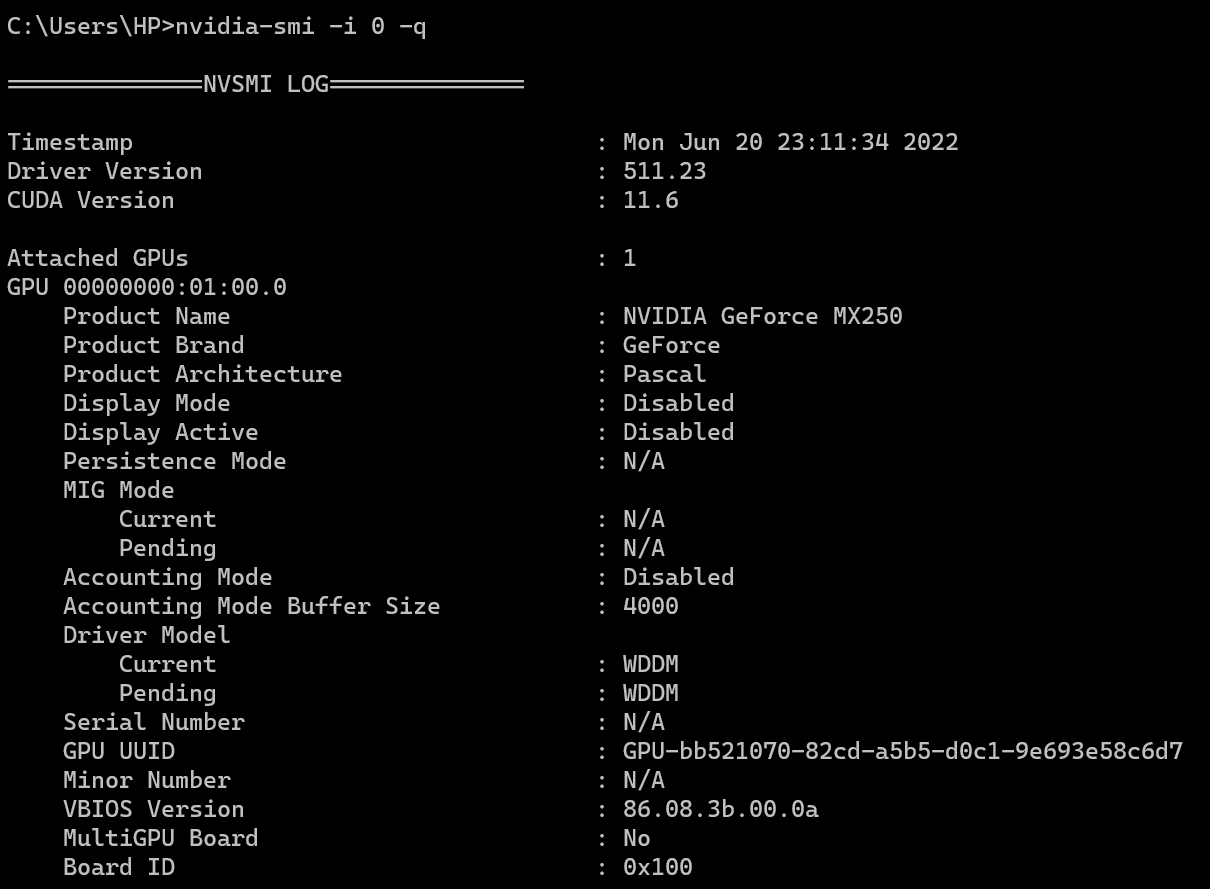 C:\Users\HP>nvidia-smi -i 0 -q
==============NVSMI LOG==============
Timestamp                                 : Mon Jun 20 23:11:34 2022
Driver Version                            : 511.23
CUDA Version                              : 11.6
Attached GPUs                             : 1
GPU 00000000:01:00.0
    Product Name                          : NVIDIA GeForce MX250
    Product Brand                         : GeForce
    Product Architecture                  : Pascal
    Display Mode                          : Disabled
    Display Active                        : Disabled
    Persistence Mode                      : N/A
    MIG Mode
        Current                           : N/A
        Pending                           : N/A
    Accounting Mode                       : Disabled
    Accounting Mode Buffer Size           : 4000
    Driver Model
        Current                           : WDDM
        Pending                           : WDDM
    Serial Number                         : N/A
    GPU UUID                              : GPU-bb521070-82cd-a5b5-d0c1-9e693e58c6d7
    Minor Number                          : N/A
    VBIOS Version                         : 86.08.3b.00.0a
    MultiGPU Board                        : No
    Board ID                              : 0x100